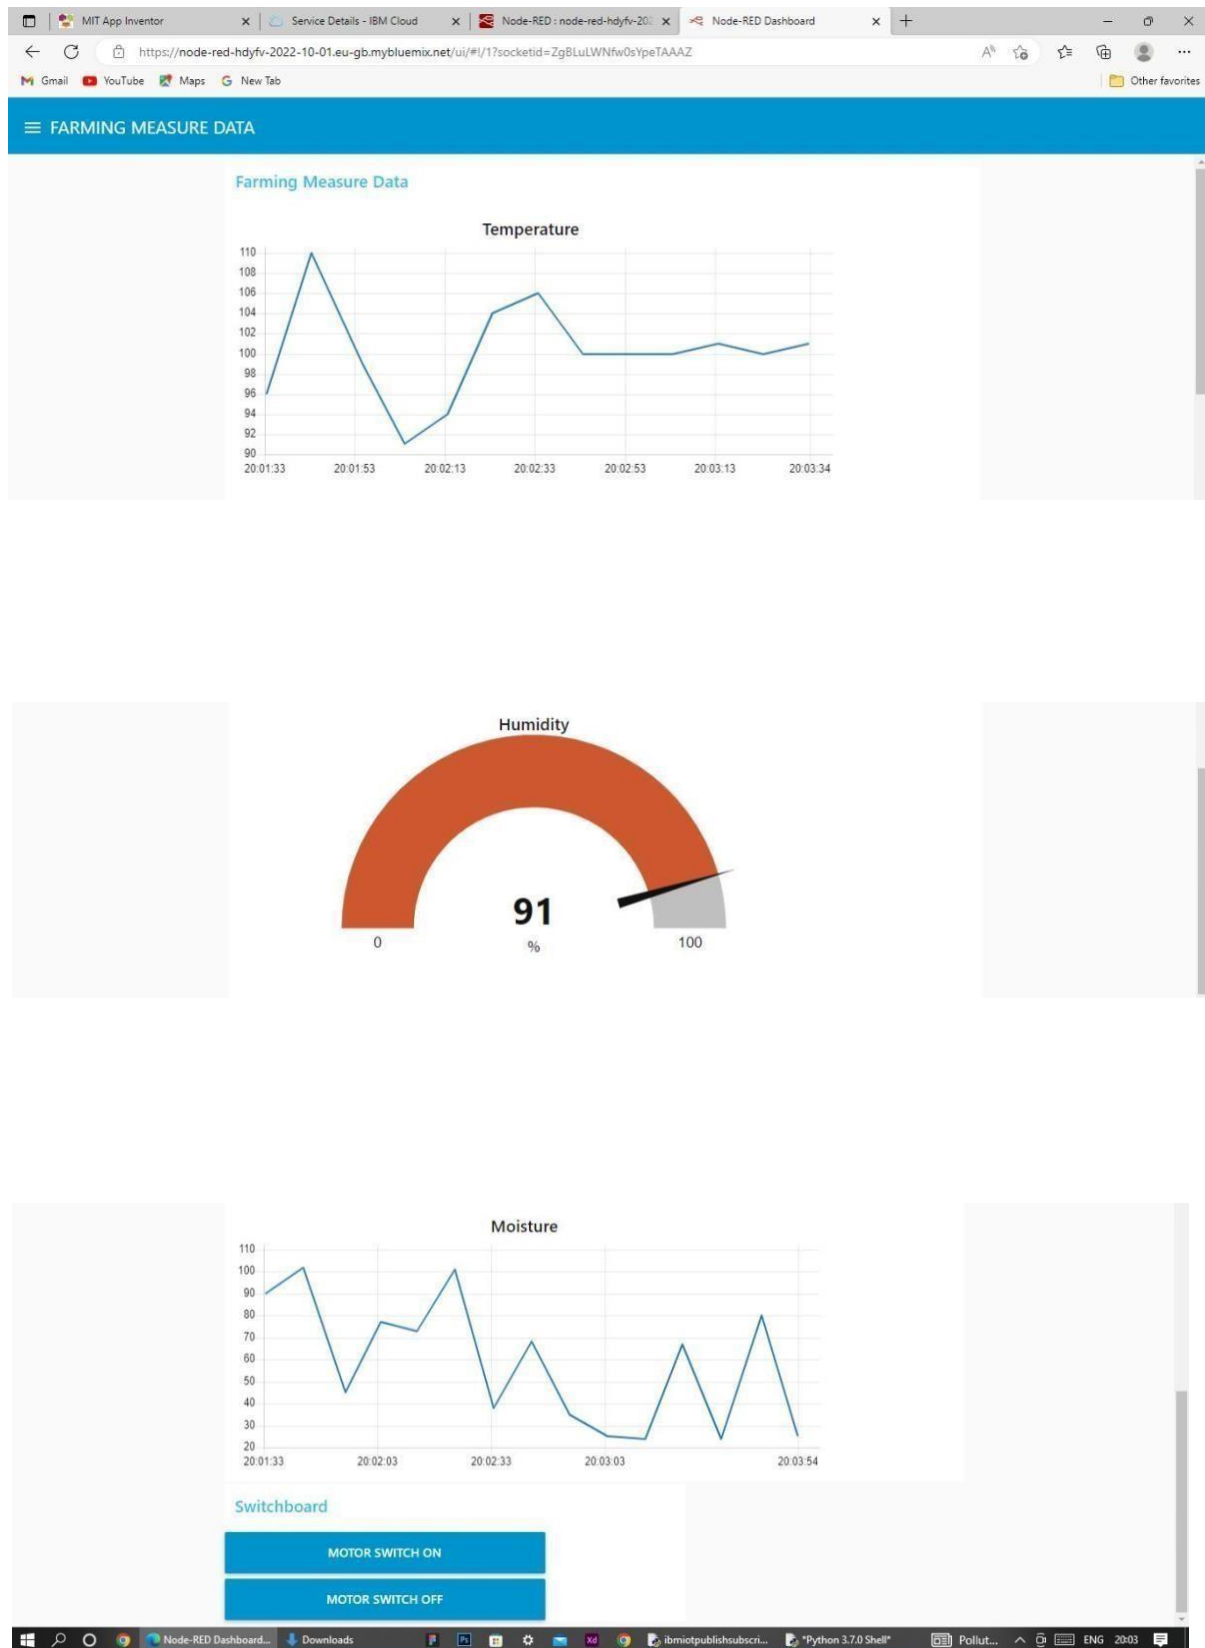 MIT App Inventor
Service Details - IBM Cloud
Node-RED : node-red-hdyfv-202
Node-RED Dashboard
https://node-red-hdyfv-2022-10-01.eu-gb.mybluemix.net/ui/#!/1?socketid=ZgBLuLWNfw0sYpeTAAAZ
Gmail YouTube Maps New Tab Other favorites
FARMING MEASURE DATA
Farming Measure Data
Temperature
110
108
106
104
102
100
98
96
94
92
90
20:01:33 20:01:53 20:02:13 20:02:33 20:02:53 20:03:13 20:03:34
Humidity
91
0 % 100
Moisture
110
100
90
80
70
60
50
40
30
20
20:01:33 20:02:03 20:02:33 20:03:03 20:03:54
Switchboard
MOTOR SWITCH ON
MOTOR SWITCH OFF
Node-RED Dashboard... Downloads Ps Xd ibmiotpublishsubscri... *Python 3.7.0 Shell* Pollut... ENG 20:03